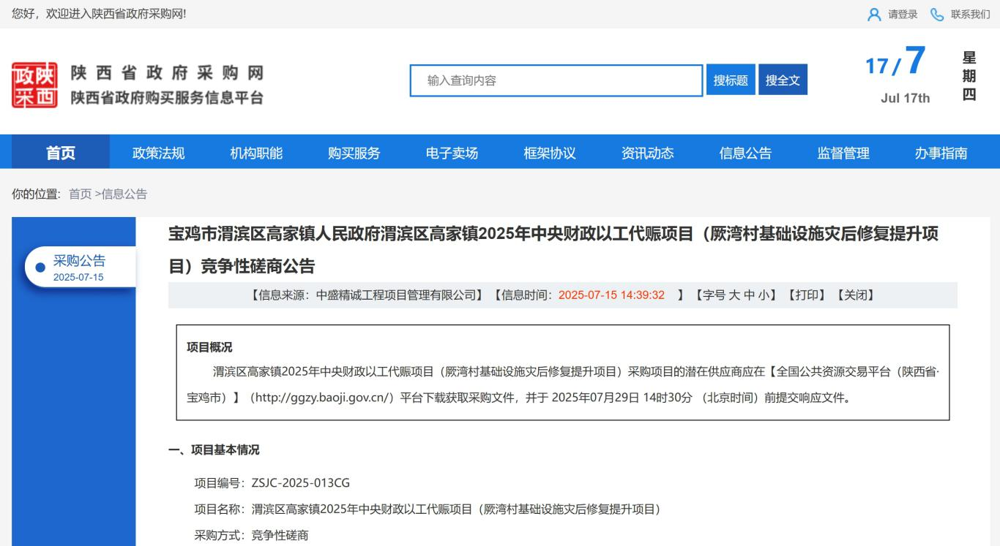 您好，欢迎进入陕西省政府采购网!
请登录
联系我们
政陕
采西
陕西省政府采购网
陕西省政府购买服务信息平台
输入查询内容
搜标题
搜全文
17/7
Jul 17th
星期四
首页
政策法规
机构职能
购买服务
电子卖场
框架协议
资讯动态
信息公告
监督管理
办事指南
你的位置: 首页 >信息公告
采购公告
2025-07-15
宝鸡市渭滨区高家镇人民政府渭滨区高家镇2025年中央财政以工代赈项目（厥湾村基础设施灾后修复提升项
目）竞争性磋商公告
【信息来源：中盛精诚工程项目管理有限公司】【信息时间：2025-07-15 14:39:32 】【字号 大 中 小】【打印】【关闭】
项目概况
渭滨区高家镇2025年中央财政以工代赈项目（厥湾村基础设施灾后修复提升项目）采购项目的潜在供应商应在【全国公共资源交易平台（陕西省·
宝鸡市）】（http://ggzy.baoji.gov.cn/）平台下载获取采购文件，并于 2025年07月29日 14时30分 （北京时间）前提交响应文件。
一、项目基本情况
项目编号：ZSJC-2025-013CG
项目名称：渭滨区高家镇2025年中央财政以工代赈项目（厥湾村基础设施灾后修复提升项目）
采购方式：竞争性磋商